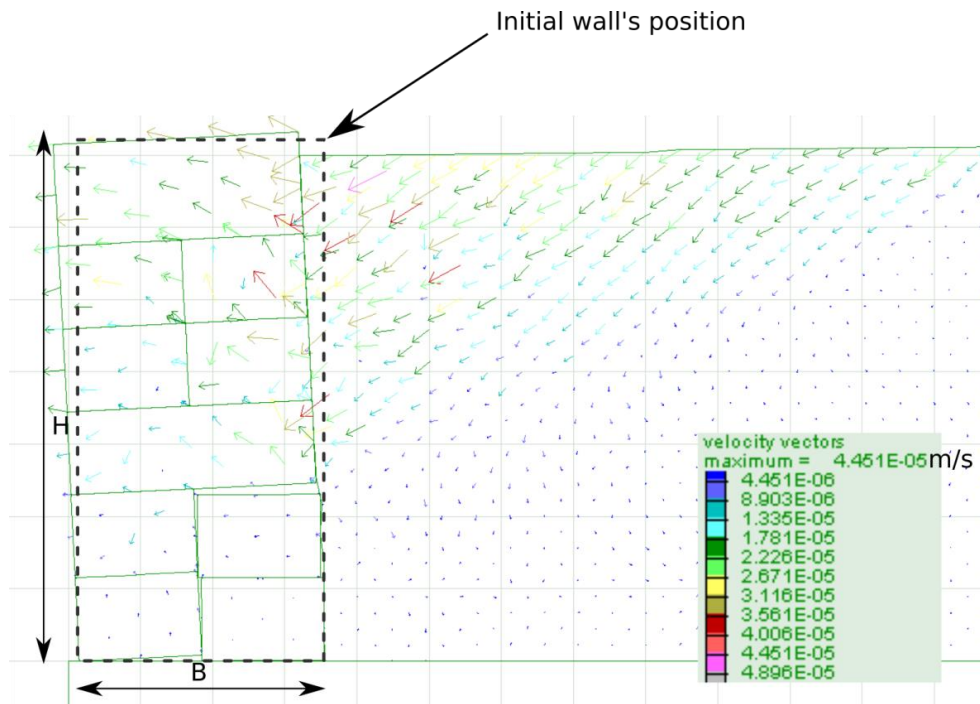 Initial wall's position
H
B
velocity vectors
maximum = 4.451E-05 m/s
4.451E-06
8.903E-06
1.335E-05
1.781E-05
2.226E-05
2.671E-05
3.116E-05
3.561E-05
4.006E-05
4.451E-05
4.896E-05